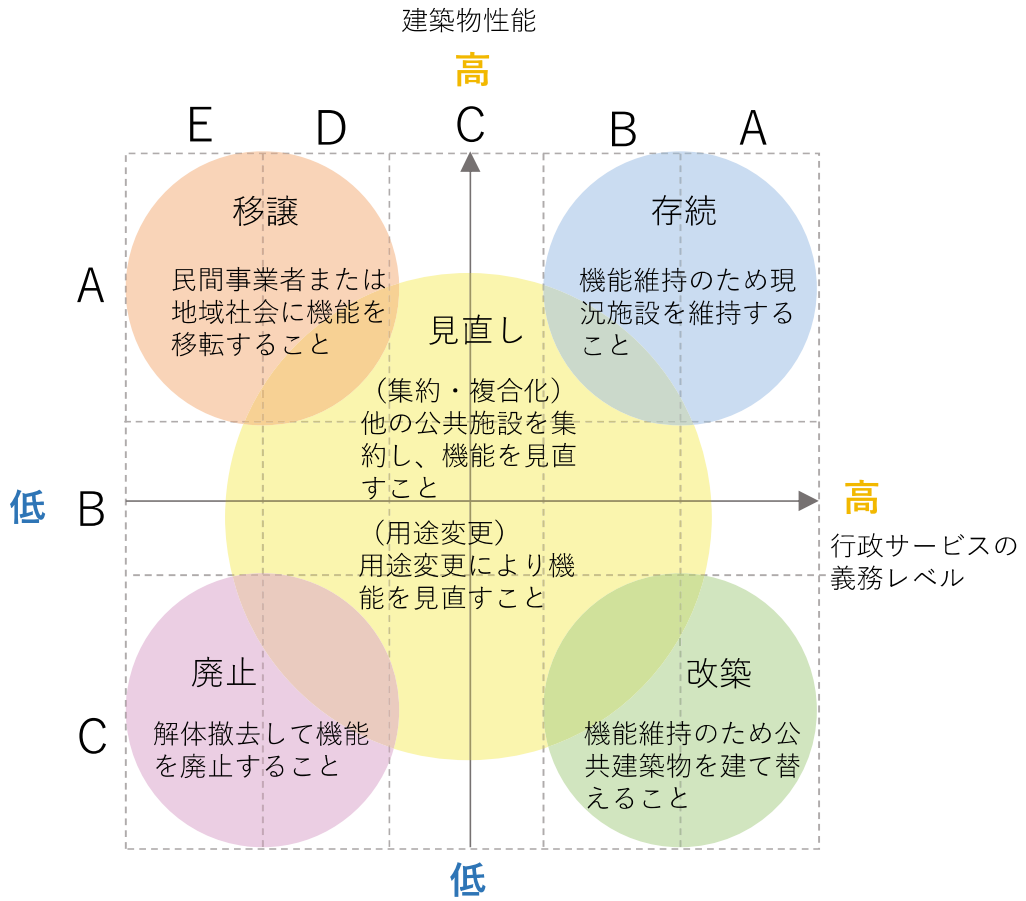 建築物性能
高
E D C B A
A
移譲
民間事業者または
地域社会に機能を
移転すること
存続
機能維持のため現
況施設を維持する
こと
見直し
（集約・複合化）
他の公共施設を集
約し、機能を見直
すこと
低
B
高
行政サービスの
義務レベル
（用途変更）
用途変更により機
能を見直すこと
C
廃止
解体撤去して機能
を廃止すること
改築
機能維持のため公
共建築物を建て替
えること
低